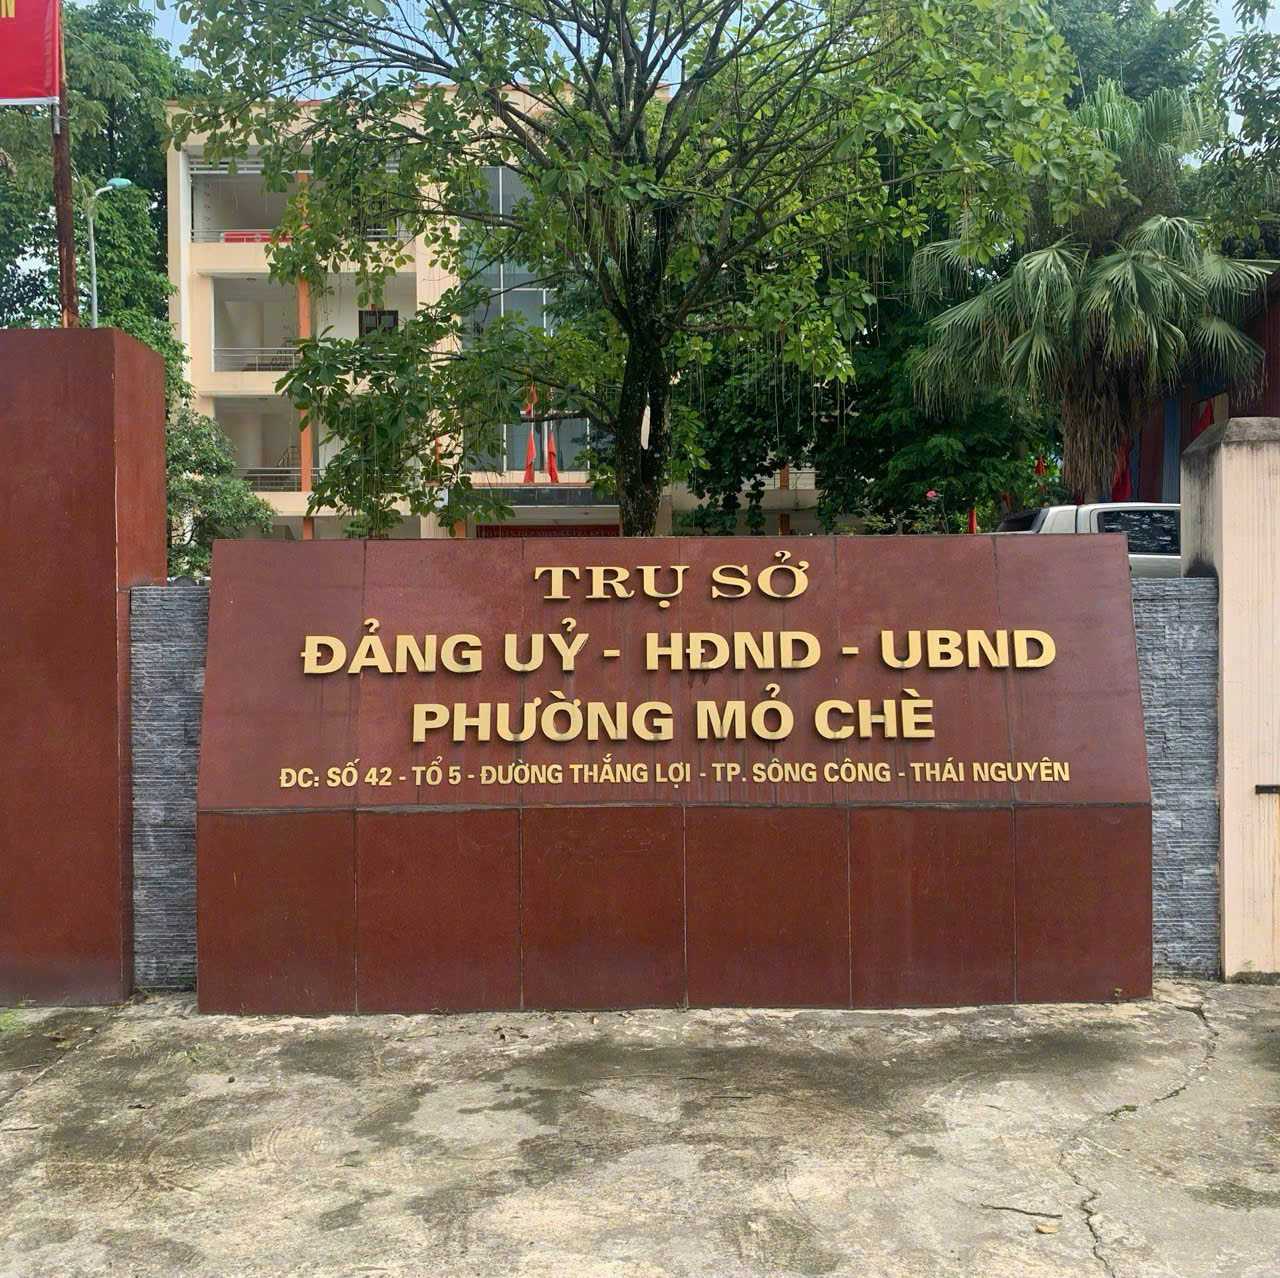 TRỤ SỞ
ĐẢNG UỶ - HĐND - UBND
PHƯỜNG MỎ CHÈ
ĐC: SỐ 42 - TỔ 5 - ĐƯỜNG THẮNG LỢI - TP. SÔNG CÔNG - THÁI NGUYÊN